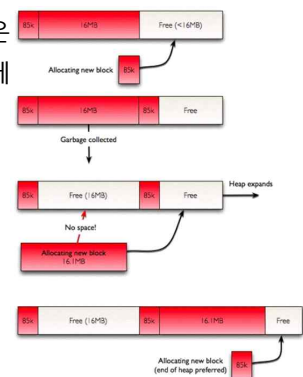 은
85k 16MB Free (<16MB)
Allocating new block 85k
에
85k 16MB 85k Free
Garbage collected
85k Free (16MB) 85k Free
Heap expands
No space!
Allocating new block
16.1MB
85k Free (16MB) 85k 16.1MB Free
Allocating new block
(end of heap preferred) 85k